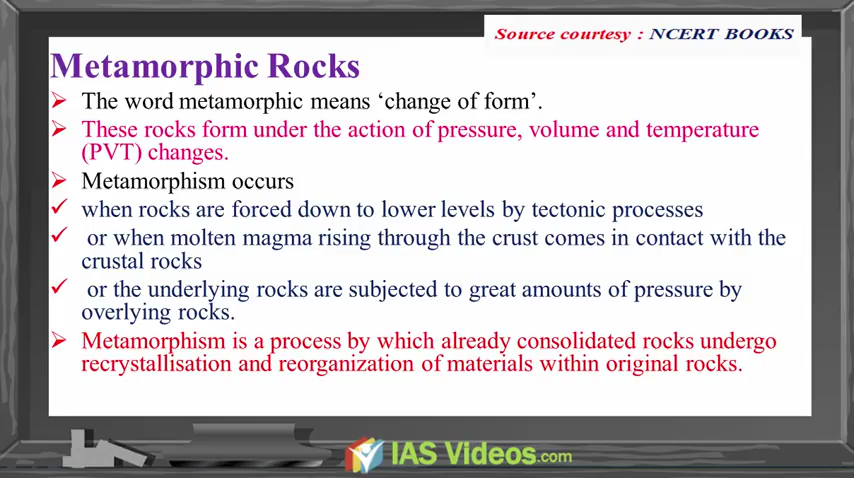 Source courtesy : NCERT BOOKS
Metamorphic Rocks
➢ The word metamorphic means ‘change of form’.
➢ These rocks form under the action of pressure, volume and temperature
(PVT) changes.
➢ Metamorphism occurs
✓ when rocks are forced down to lower levels by tectonic processes
✓ or when molten magma rising through the crust comes in contact with the
crustal rocks
✓ or the underlying rocks are subjected to great amounts of pressure by
overlying rocks.
➢ Metamorphism is a process by which already consolidated rocks undergo
recrystallisation and reorganization of materials within original rocks.
IAS Videos.com